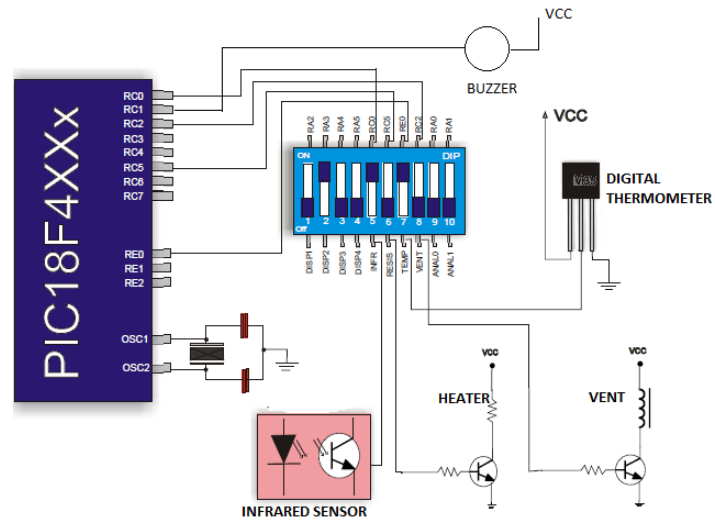 VCC
BUZZER
PIC18F4XXx
RC0
RC1
RC2
RC3
RC4
RC5
RC6
RC7
RE0
RE1
RE2
OSC1
OSC2
RA2
RA3
RA4
RA5
RC0
RC5
RE0
RC2
RA0
RA1
ON
DIP
1 2 3 4 5 6 7 8 9 10
Off
DISP1
DISP2
DISP3
DISP4
INFR
RESIS
TEMP
VENT
ANAL0
ANAL1
VCC
DIGITAL
THERMOMETER
VCC
HEATER
VCC
VENT
INFRARED SENSOR